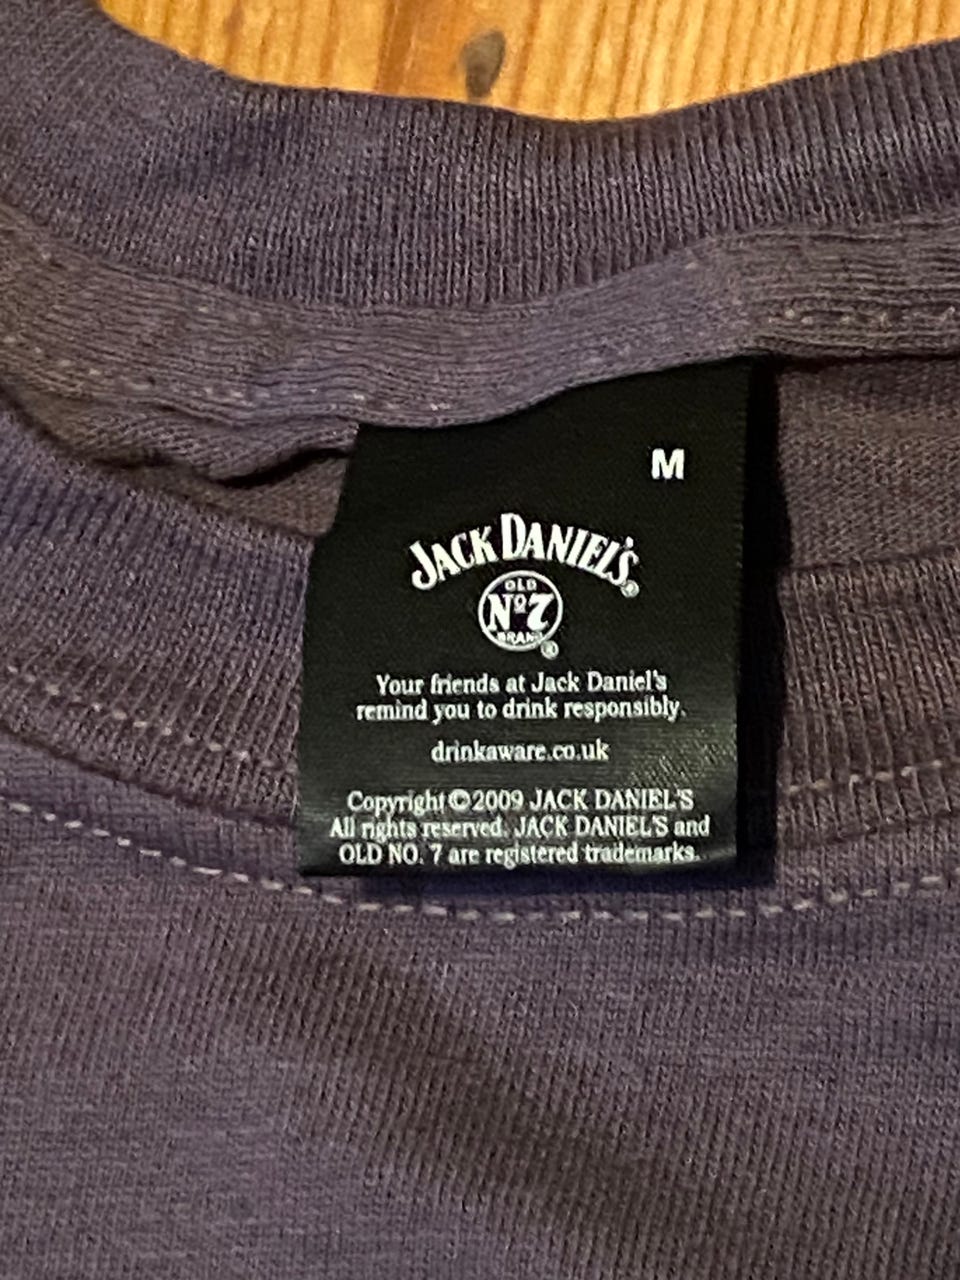 M
JACK DANIEL'S®
OLD
Nº7
BRAND
®
Your friends at Jack Daniel's
remind you to drink responsibly.
drinkaware.co.uk
Copyright©2009 JACK DANIEL'S
All rights reserved. JACK DANIEL'S and
OLD NO. 7 are registered trademarks.